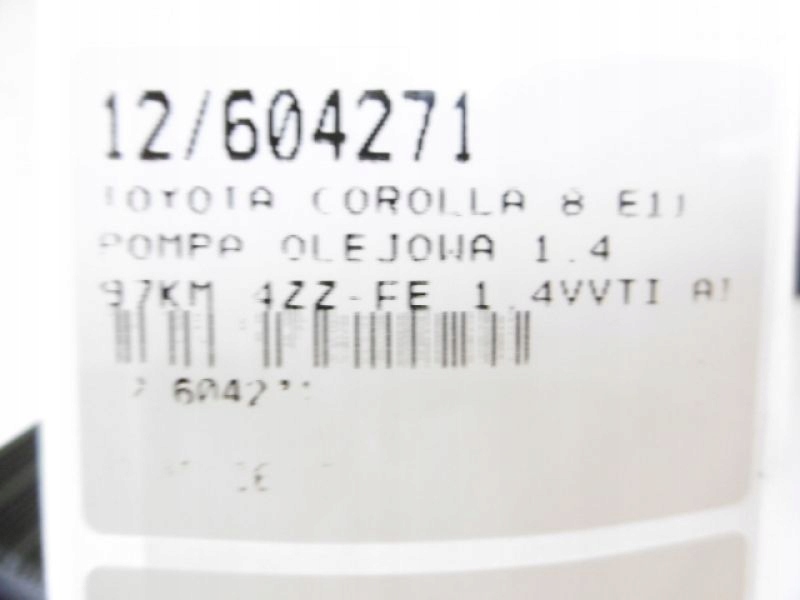 12/604271
TOYOTA COROLLA 8 E11
POMPA OLEJOWA 1.4
97KM 4ZZ-FE 1.4VVTI